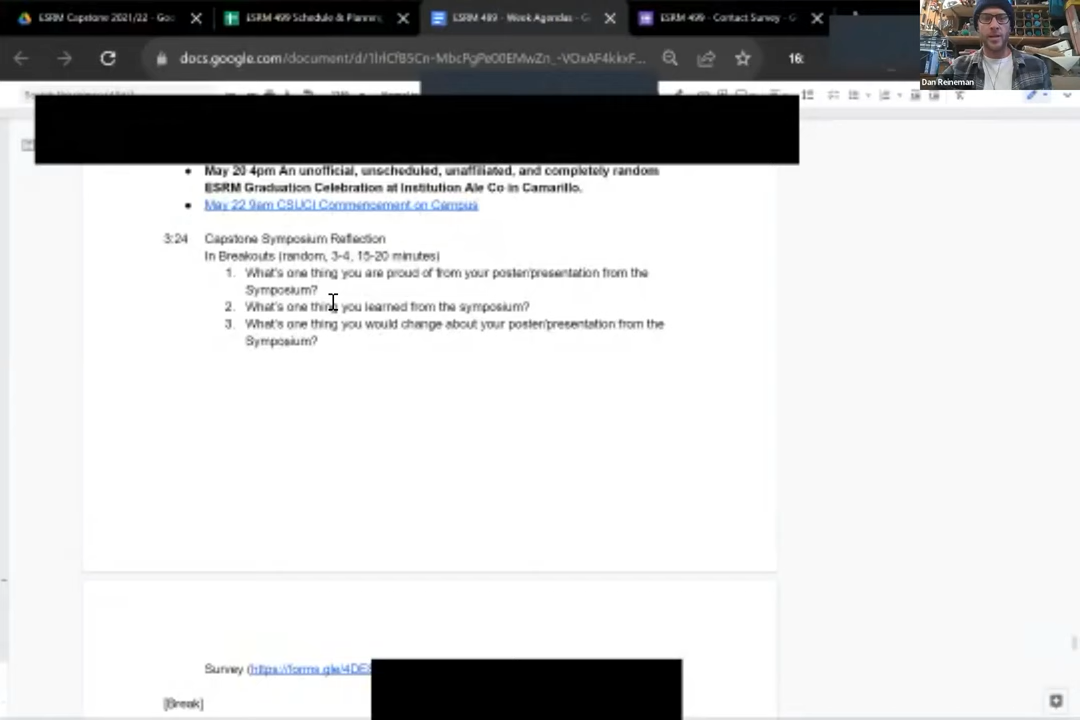 ESRM Capstone 2021/22 - Goo
ESRM 499 Schedule & Planner,
ESRM 489 - Week Agendas - G
ESRM 499 - Contact Survey - G
16:
Dan Reineman
May 20 4pm An unofficial, unscheduled, unaffiliated, and completely random
ESRM Graduation Celebration at Institution Ale Co in Camarillo.
May 22 9am CSUCI Commencement on Campus
3:24 Capstone Symposium Reflection
In Breakouts (random, 3-4, 15-20 minutes)
1. What's one thing you are proud of from your poster/presentation from the
Symposium?
2. What's one thing you learned from the symposium?
3. What's one thing you would change about your poster/presentation from the
Symposium?
Survey (https://forms.gle/4DE
[Break]